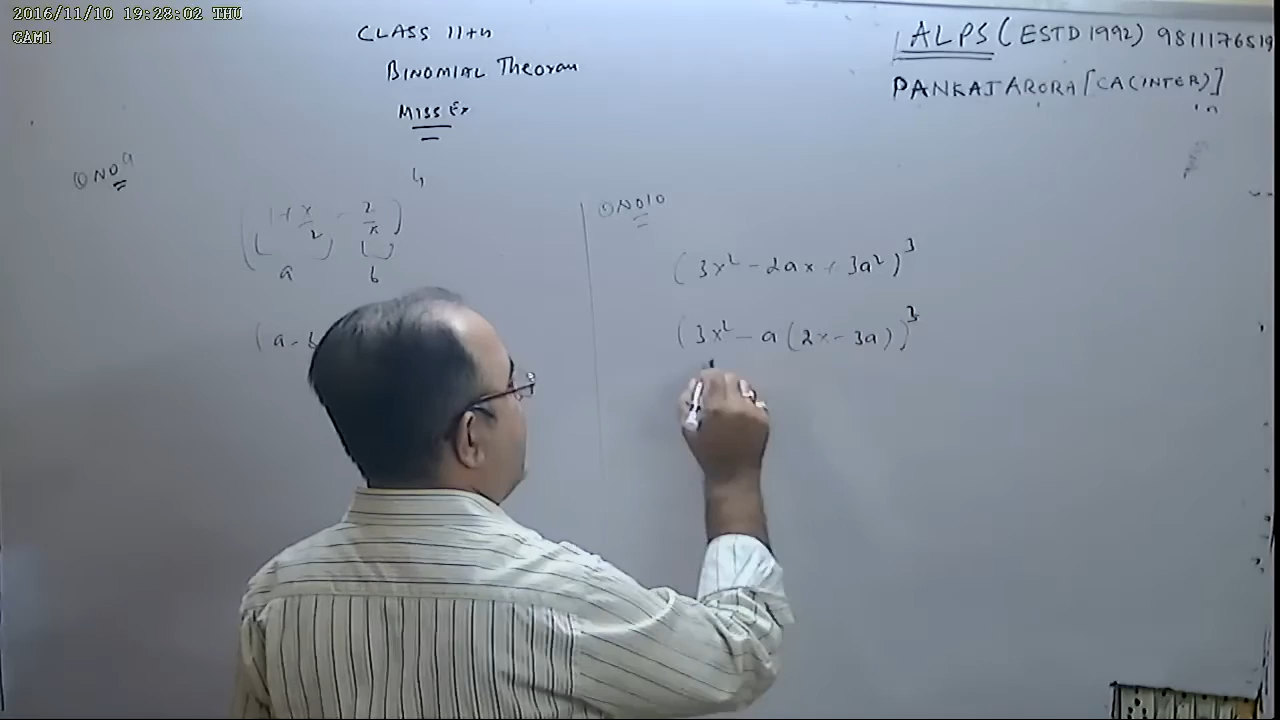 2016/11/10 19:28:02 THU
CAM1
CLASS 11th
BINOMIAL Theoram
MISS Ex
ALPS (ESTD 1992) 9811176519
PANKAJ ARORA [CA (INTER)]
Q NO 9
(1+x/2 - 2/x)^4
a b
(a - b
Q NO 10
(3x² - 2ax + 3a²)³
(3x² - a(2x - 3a))³